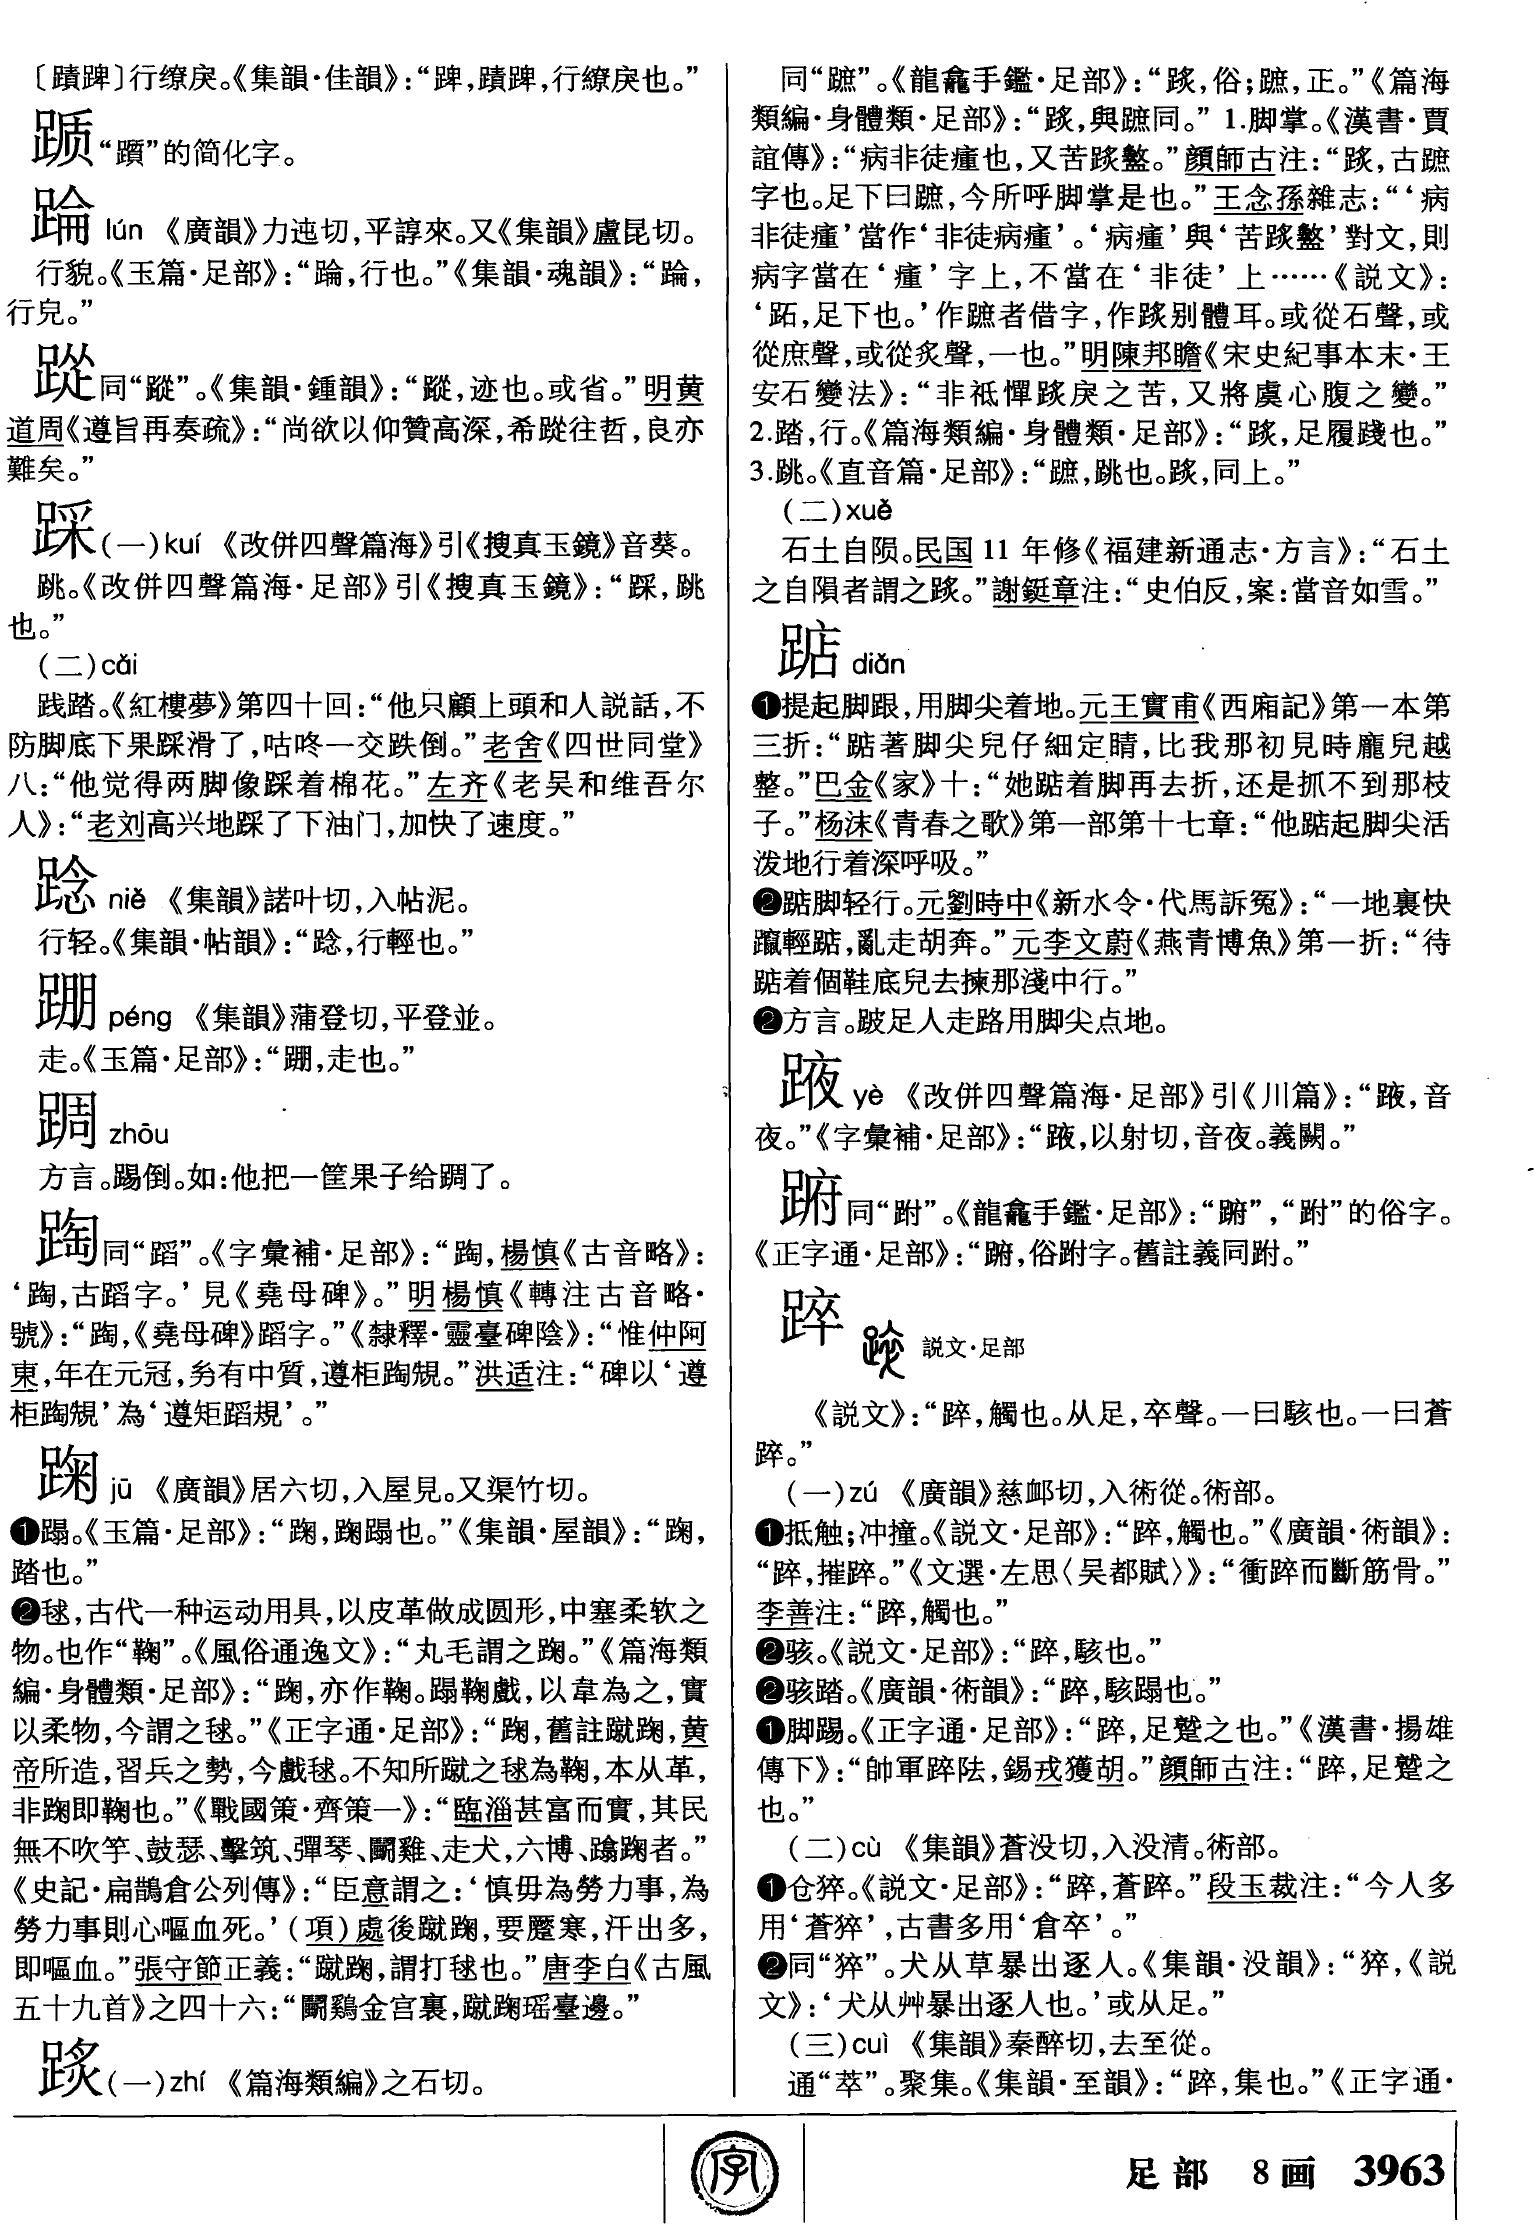 〔蹟踭〕行缭戾。《集韻·佳韻》：“踭，蹟踭，行繚戾也。”
踬“躓”的简化字。
踚 lún 《廣韻》力迍切，平諄來。又《集韻》盧昆切。
行貌。《玉篇·足部》：“踚，行也。”《集韻·魂韻》：“踚，
行皃。”
踨同“蹤”。《集韻·鍾韻》：“蹤，迹也。或省。”明黄
道周《遵旨再奏疏》：“尚欲以仰贊高深，希踨往哲，良亦
難矣。”
踩(一)kuí 《改併四聲篇海》引《搜真玉鏡》音葵。
跳。《改併四聲篇海·足部》引《搜真玉鏡》：“踩，跳
也。”
(二)cǎi
践踏。《紅樓夢》第四十回：“他只顧上頭和人説話，不
防脚底下果踩滑了，咕咚一交跌倒。”老舍《四世同堂》
八：“他觉得两脚像踩着棉花。”左齐《老吴和维吾尔
人》：“老刘高兴地踩了下油门，加快了速度。”
踗 niě 《集韻》諾叶切，入帖泥。
行轻。《集韻·帖韻》：“踗，行輕也。”
踻 péng 《集韻》蒲登切，平登並。
走。《玉篇·足部》：“踻，走也。”
踻 zhōu
方言。踢倒。如：他把一筐果子给踻了。
䬞同“蹈”。《字彙補·足部》：“，楊慎《古音略》：
‘，古蹈字。’見《堯母碑》。”明楊慎《轉注古音略·
號》：“，《堯母碑》蹈字。”《隸釋·靈臺碑陰》：“惟仲阿
東，年在元冠，㓜有中質，遵柜䂓。”洪适注：“碑以‘遵
柜䂓’為‘遵矩蹈規’。”
踘 jū 《廣韻》居六切，入屋見。又渠竹切。
❶蹋。《玉篇·足部》：“踘，踘蹋也。”《集韻·屋韻》：“踘，
踏也。”
❷毬，古代一种运动用具，以皮革做成圆形，中塞柔软之
物。也作“鞠”。《風俗通逸文》：“丸毛謂之踘。”《篇海類
編·身體類·足部》：“踘，亦作鞠。蹋鞠戲，以韋為之，實
以柔物，今謂之毬。”《正字通·足部》：“踘，舊註蹴踘，黄
帝所造，習兵之勢，今戲毬。不知所蹴之毬為鞠，本从革，
非踘即鞠也。”《戰國策·齊策一》：“臨淄甚富而實，其民
無不吹竽、鼓瑟、擊筑、彈琴、鬭雞、走犬，六博、蹹踘者。”
《史記·扁鵲倉公列傳》：“臣意謂之：‘慎毋為勞力事，為
勞力事則心嘔血死。’（項）處後蹴踘，要蹷寒，汗出多，
即嘔血。”張守節正義：“蹴踘，謂打毬也。”唐李白《古風
五十九首》之四十六：“鬭鷄金宫裏，蹴踘瑶臺邊。”
䟿(一)zhí 《篇海類編》之石切。
同“蹠”。《龍龕手鑑·足部》：“，俗；蹠，正。”《篇海
類編·身體類·足部》：“，與蹠同。”1.脚掌。《漢書·賈
誼傳》：“病非徒瘇也，又苦盭。”顔師古注：“，古蹠
字也。足下曰蹠，今所呼脚掌是也。”王念孫雜志：“‘病
非徒瘇’當作‘非徒病瘇’。‘病瘇’與‘苦盭’對文，則
病字當在‘瘇’字上，不當在‘非徒’上……《説文》：
‘跖，足下也。’作蹠者借字，作别體耳。或從石聲，或
從庶聲，或從炙聲，一也。”明陳邦瞻《宋史紀事本末·王
安石變法》：“非祇憚戾之苦，又將虞心腹之變。”
2.踏，行。《篇海類編·身體類·足部》：“，足履踐也。”
3.跳。《直音篇·足部》：“蹠，跳也。，同上。”
(二)xuě
石土自陨。民国 11 年修《福建新通志·方言》：“石土
之自隕者謂之。”謝鋌章注：“史伯反，案：當音如雪。”
踮 diǎn
❶提起脚跟，用脚尖着地。元王實甫《西廂記》第一本第
三折：“踮著脚尖兒仔細定睛，比我那初見時龐兒越
整。”巴金《家》十：“她踮着脚再去折，还是抓不到那枝
子。”杨沫《青春之歌》第一部第十七章：“他踮起脚尖活
泼地行着深呼吸。”
❷踮脚轻行。元劉時中《新水令·代馬訴冤》：“一地裏快
躥輕踮，亂走胡奔。”元李文蔚《燕青博魚》第一折：“待
踮着個鞋底兒去揀那淺中行。”
❷方言。跛足人走路用脚尖点地。
䟑 yè 《改併四聲篇海·足部》引《川篇》：“，音
夜。”《字彙補·足部》：“，以射切，音夜。義闕。”
䠵同“跗”。《龍龕手鑑·足部》：“”，“跗”的俗字。
《正字通·足部》：“，俗跗字。舊註義同跗。”
踤 説文·足部
《説文》：“踤，觸也。从足，卒聲。一曰駭也。一曰蒼
踤。”
(一)zú 《廣韻》慈卹切，入術從。術部。
❶抵触；冲撞。《説文·足部》：“踤，觸也。”《廣韻·術韻》：
“踤，摧踤。”《文選·左思〈吴都賦〉》：“衝踤而斷筋骨。”
李善注：“踤，觸也。”
❷骇。《説文·足部》：“踤，駭也。”
❷骇踏。《廣韻·術韻》：“踤，駭蹋也。”
❶脚踢。《正字通·足部》：“踤，足蹵之也。”《漢書·揚雄
傳下》：“帥軍踤阹，錫戎獲胡。”顔師古注：“踤，足蹵之
也。”
(二)cù 《集韻》蒼没切，入没清。術部。
❶仓猝。《説文·足部》：“踤，蒼踤。”段玉裁注：“今人多
用‘蒼猝’，古書多用‘倉卒’。”
❷同“猝”。犬从草暴出逐人。《集韻·没韻》：“猝，《説
文》：‘犬从艸暴出逐人也。’或从足。”
(三)cuì 《集韻》秦醉切，去至從。
通“萃”。聚集。《集韻·至韻》：“踤，集也。”《正字通·
字
足部 8画 3963